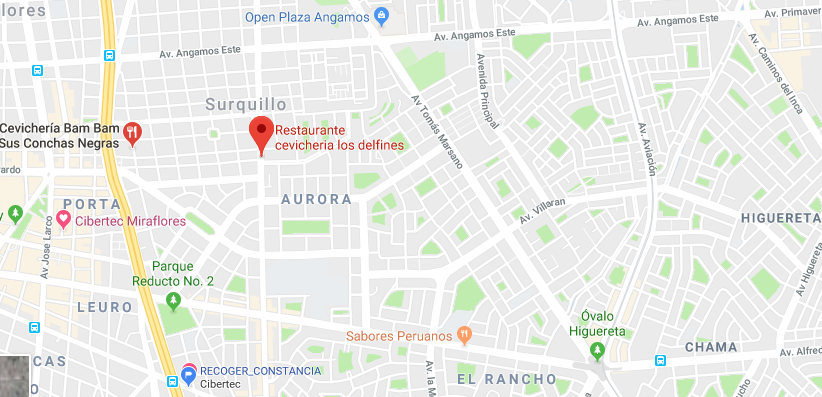 lores
Open Plaza Angamos
Av. Angamos Este
Av. Primavera
Av. Angamos Este
Av. Caminos del Inca
Avenida Principal
Surquillo
Av Tomás Marsano
Av. Aviación
Cevichería Bam Bam
Sus Conchas Negras
Restaurante
cevicheria los delfines
ardo
AURORA
PORTA
Cibertec Miraflores
Av. Villaran
HIGUERETA
Av Jose Larco
Av Higuereta
Parque
Reducto No. 2
LEURO
Sabores Peruanos
Óvalo
Higuereta
CHAMA
Av. Alfred
CAS
RECOGER_CONSTANCIA
Cibertec
Av. la M
EL RANCHO